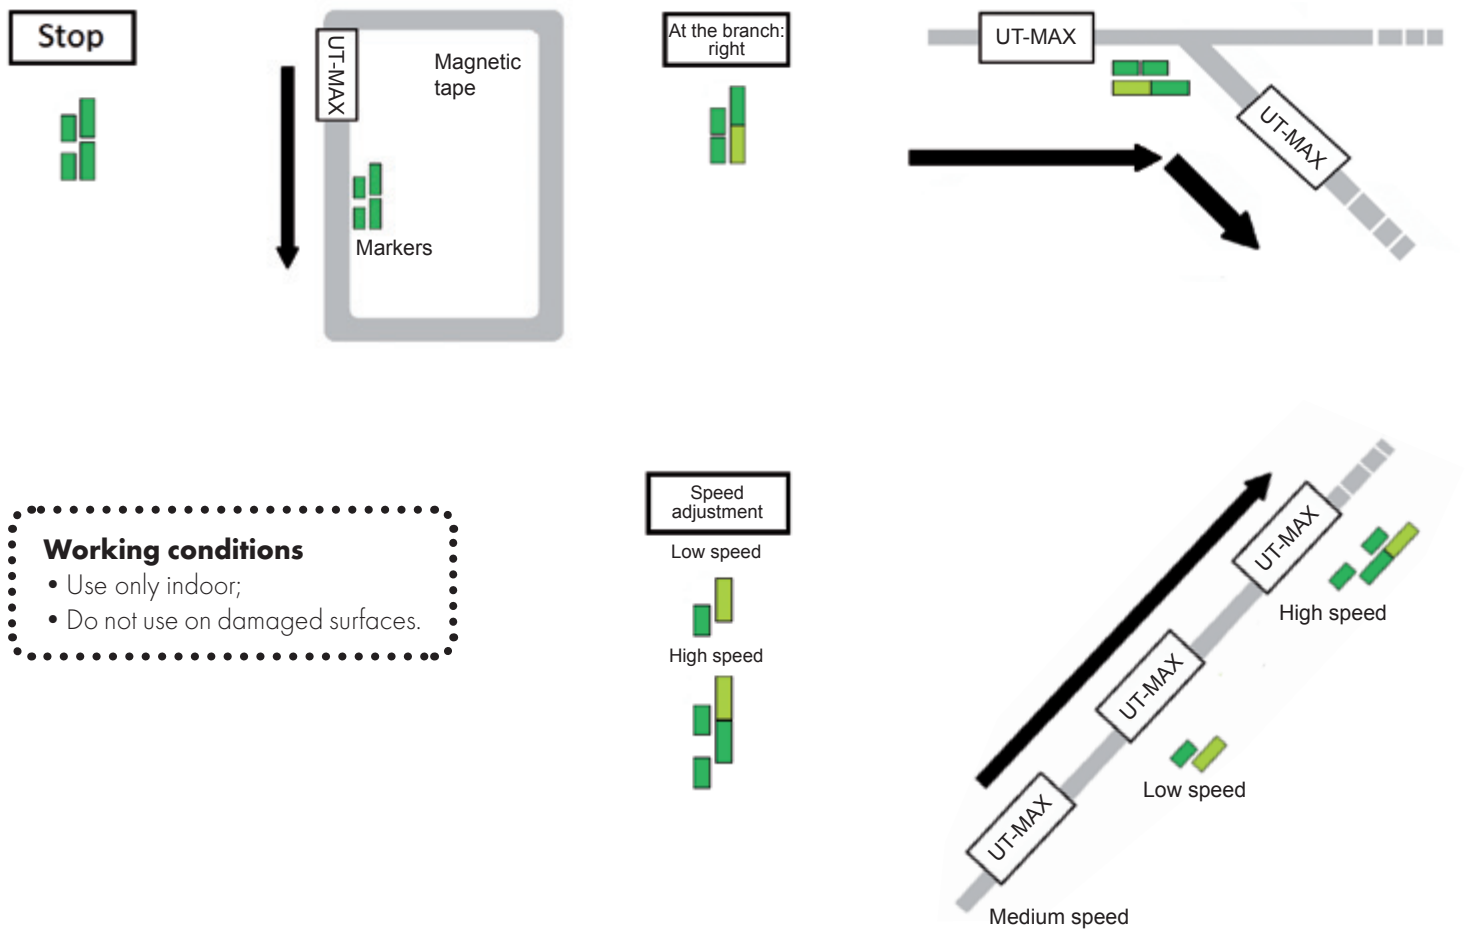 Stop
UT-MAX
Magnetic
tape
Markers
At the branch:
right
UT-MAX
UT-MAX
Working conditions
• Use only indoor;
• Do not use on damaged surfaces.
Speed
adjustment
Low speed
High speed
UT-MAX
High speed
UT-MAX
Low speed
UT-MAX
Medium speed